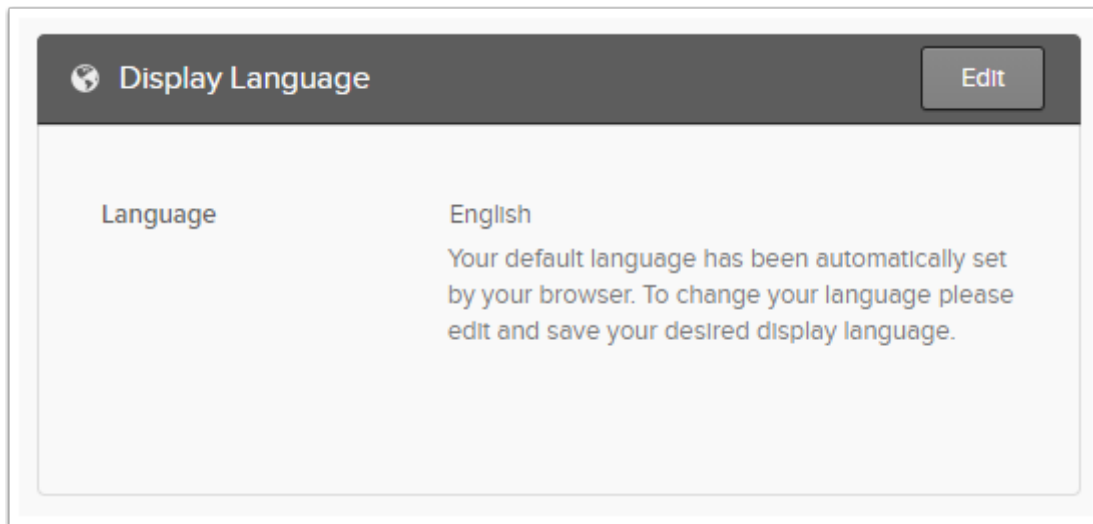 Display Language
Edit
Language
English
Your default language has been automatically set
by your browser. To change your language please
edit and save your desired display language.